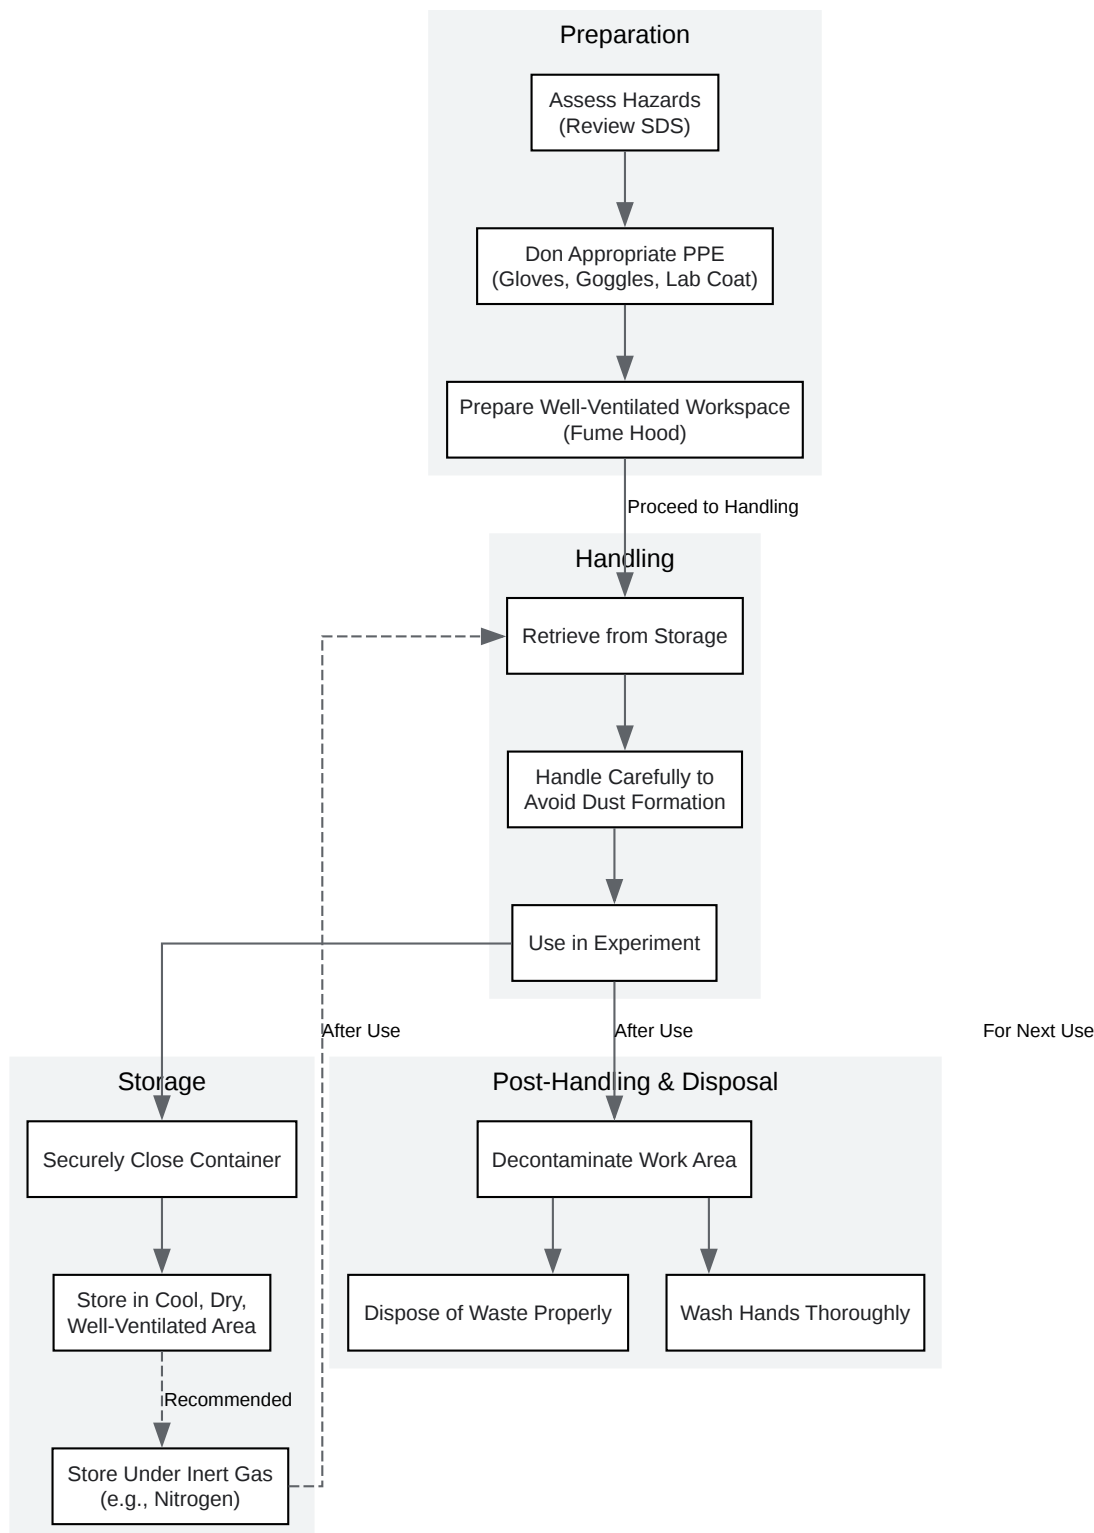 Preparation
Assess Hazards
(Review SDS)
Don Appropriate PPE
(Gloves, Goggles, Lab Coat)
Prepare Well-Ventilated Workspace
(Fume Hood)
Proceed to Handling
Handling
Retrieve from Storage
Handle Carefully to
Avoid Dust Formation
Use in Experiment
After Use
After Use
For Next Use
Storage
Securely Close Container
Store in Cool, Dry,
Well-Ventilated Area
Recommended
Store Under Inert Gas
(e.g., Nitrogen)
Post-Handling & Disposal
Decontaminate Work Area
Dispose of Waste Properly
Wash Hands Thoroughly